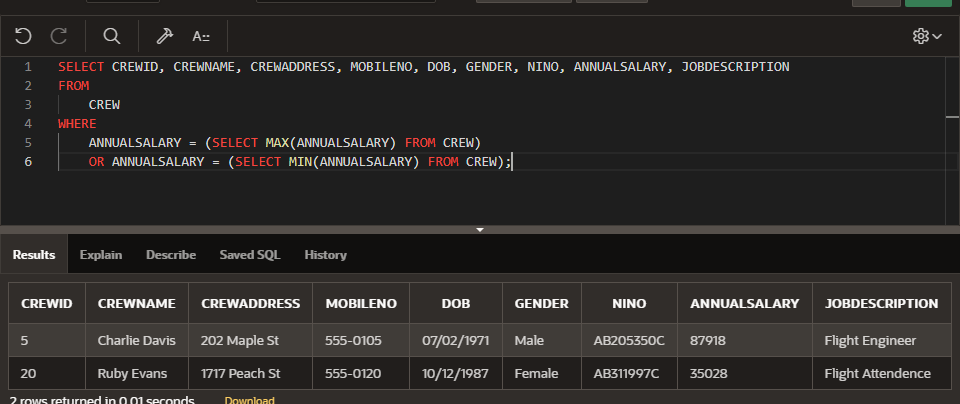 A
1 SELECT CREWID, CREWNAME, CREWADDRESS, MOBILENO, DOB, GENDER, NINO, ANNUALSALARY, JOBDESCRIPTION
2 FROM
3 CREW
4 WHERE
5 ANNUALSALARY = (SELECT MAX(ANNUALSALARY) FROM CREW)
6 OR ANNUALSALARY = (SELECT MIN(ANNUALSALARY) FROM CREW);
Results Explain Describe Saved SQL History
CREWID CREWNAME CREWADDRESS MOBILENO DOB GENDER NINO ANNUALSALARY JOBDESCRIPTION
5 Charlie Davis 202 Maple St 555-0105 07/02/1971 Male AB205350C 87918 Flight Engineer
20 Ruby Evans 1717 Peach St 555-0120 10/12/1987 Female AB311997C 35028 Flight Attendence
2 rows returned in 0.01 seconds Download